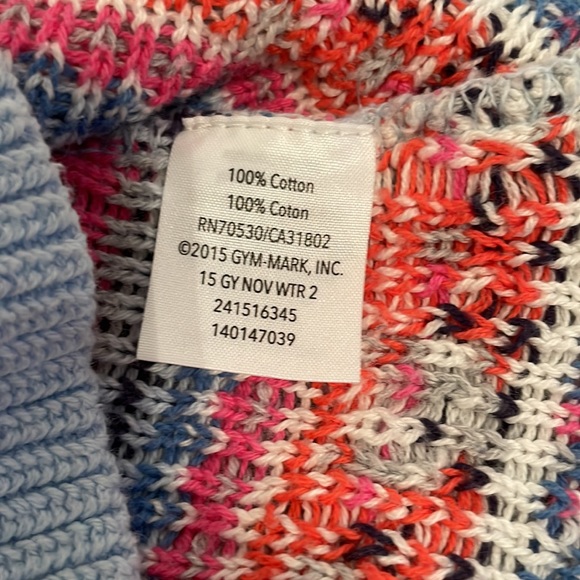 100% Cotton
100% Coton
RN70530/CA31802
©2015 GYM-MARK, INC.
15 GY NOV WTR 2
241516345
140147039